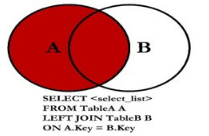 A B
SELECT <select_list>
FROM TableA A
LEFT JOIN TableB B
ON A.Key = B.Key